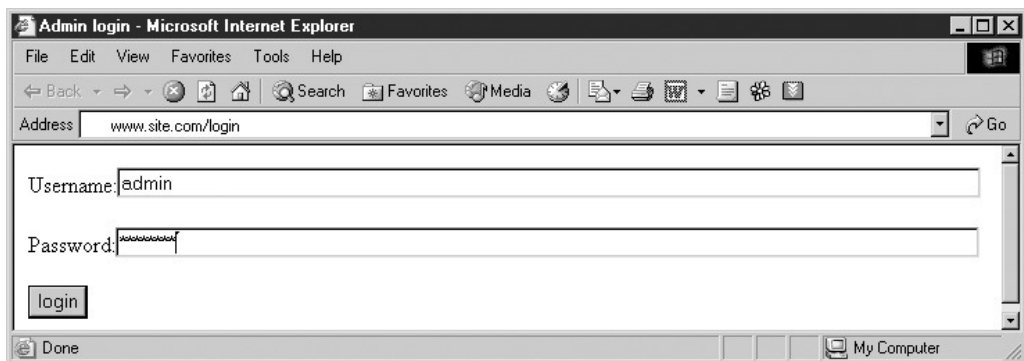 Admin login - Microsoft Internet Explorer
File Edit View Favorites Tools Help
Back Search Favorites Media
Address www.site.com/login Go
Username: admin
Password: **********
login
Done My Computer